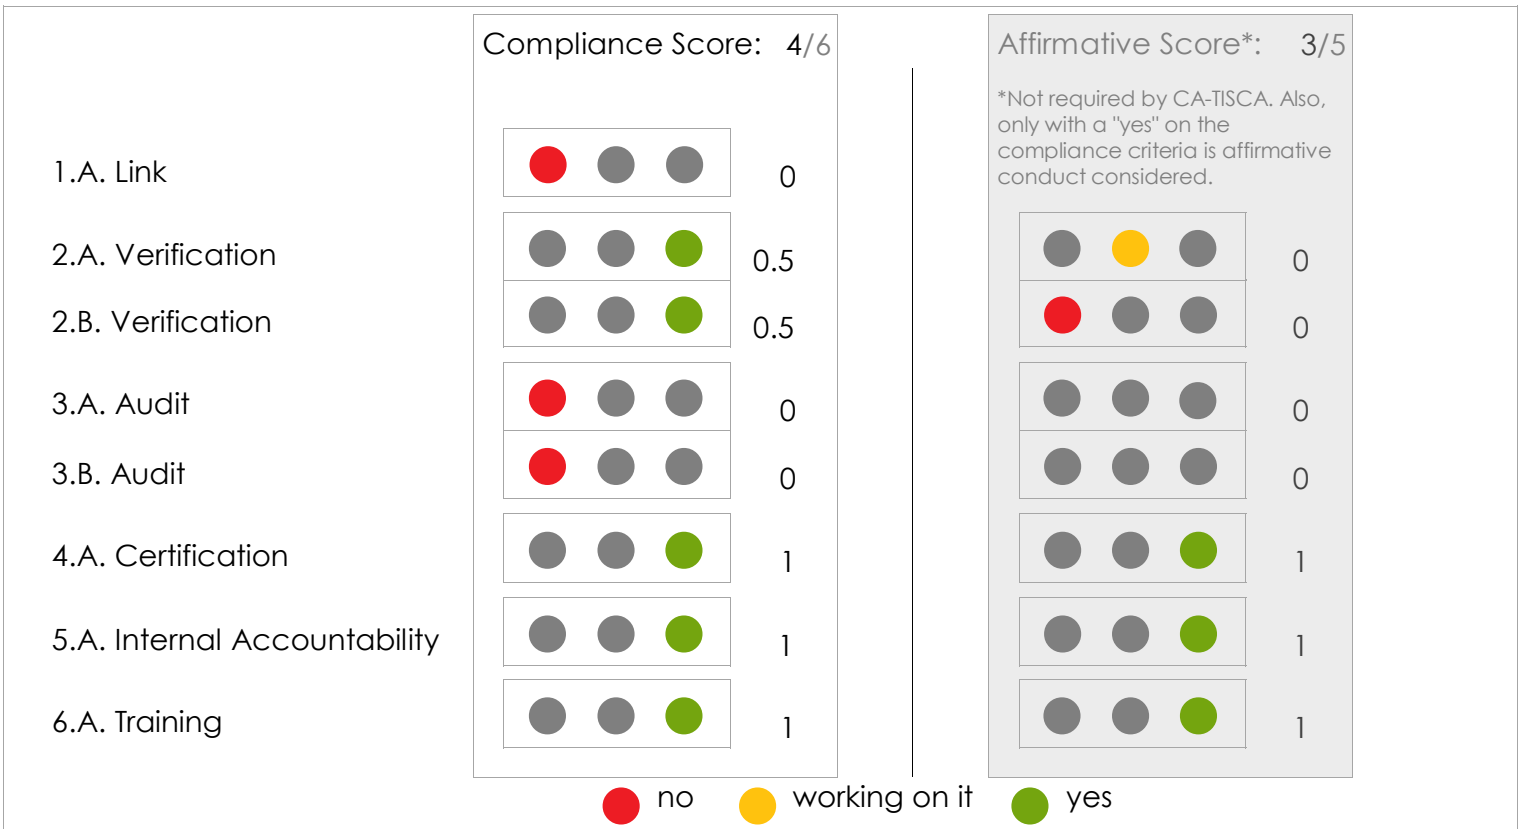 Compliance Score: 4/6
Affirmative Score*: 3/5
*Not required by CA-TISCA. Also,
only with a "yes" on the
compliance criteria is affirmative
conduct considered.
1.A. Link 0
2.A. Verification 0.5 0
2.B. Verification 0.5 0
3.A. Audit 0 0
3.B. Audit 0 0
4.A. Certification 1 1
5.A. Internal Accountability 1 1
6.A. Training 1 1
no working on it yes